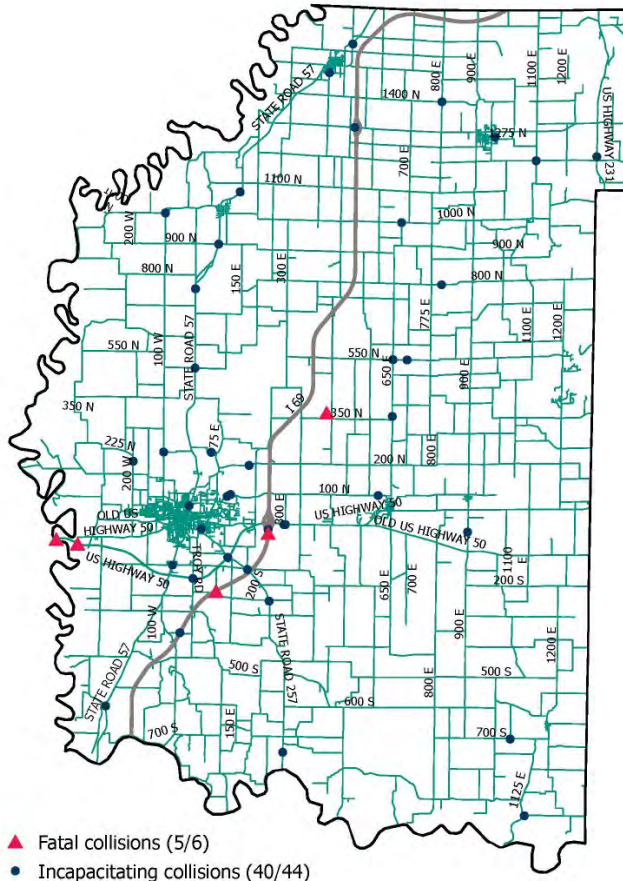 STATE ROAD 57
800 E
900 E
1100 E
1200 E
1400 N
US HIGHWAY 231
1275 N
700 E
1100 N
200 W
1000 N
900 N
900 N
150 E
300 E
800 N
800 N
775 E
1100 E
1200 E
550 N
100 W
STATE ROAD 57
550 N
650 E
900 E
I 69
350 N
350 N
75 E
225 N
200 W
200 N
800 E
100 N
OLD US
HIGHWAY 50
300 E
US HIGHWAY 50
OLD US HIGHWAY 50
US HIGHWAY 50
TROY RD
200 S
650 E
700 E
1100 E
200 S
100 W
900 E
1200 E
STATE ROAD 57
500 S
STATE ROAD 257
800 E
500 S
600 S
700 S
150 E
700 S
1125 E
Fatal collisions (5/6)
Incapacitating collisions (40/44)